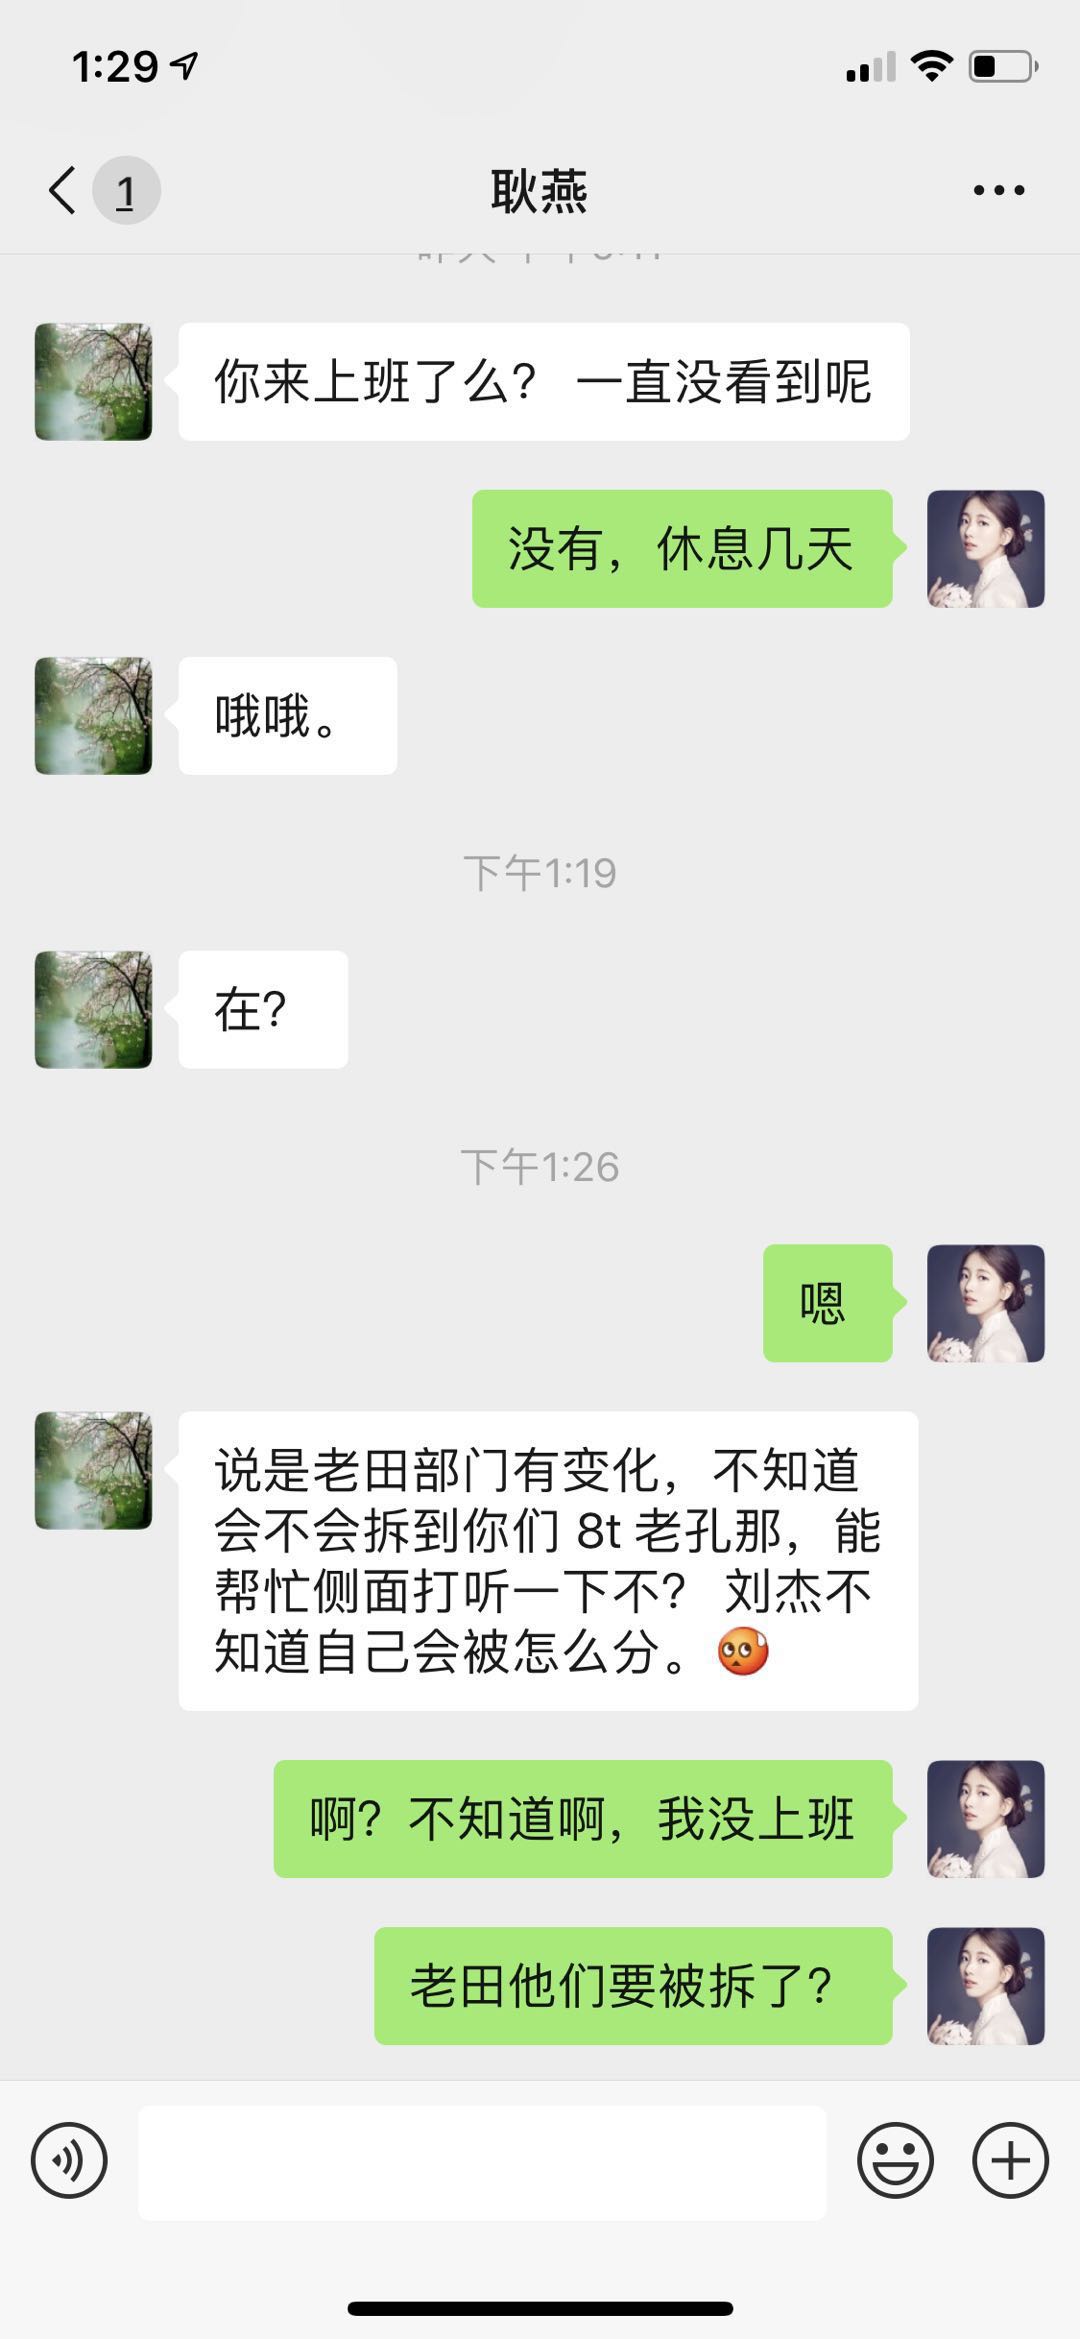 1:29
1
耿燕
你来上班了么? 一直没看到呢
没有，休息几天
哦哦。
下午1:19
在?
下午1:26
嗯
说是老田部门有变化，不知道
会不会拆到你们 8t 老孔那，能
帮忙侧面打听一下不? 刘杰不
知道自己会被怎么分。
啊? 不知道啊，我没上班
老田他们要被拆了?